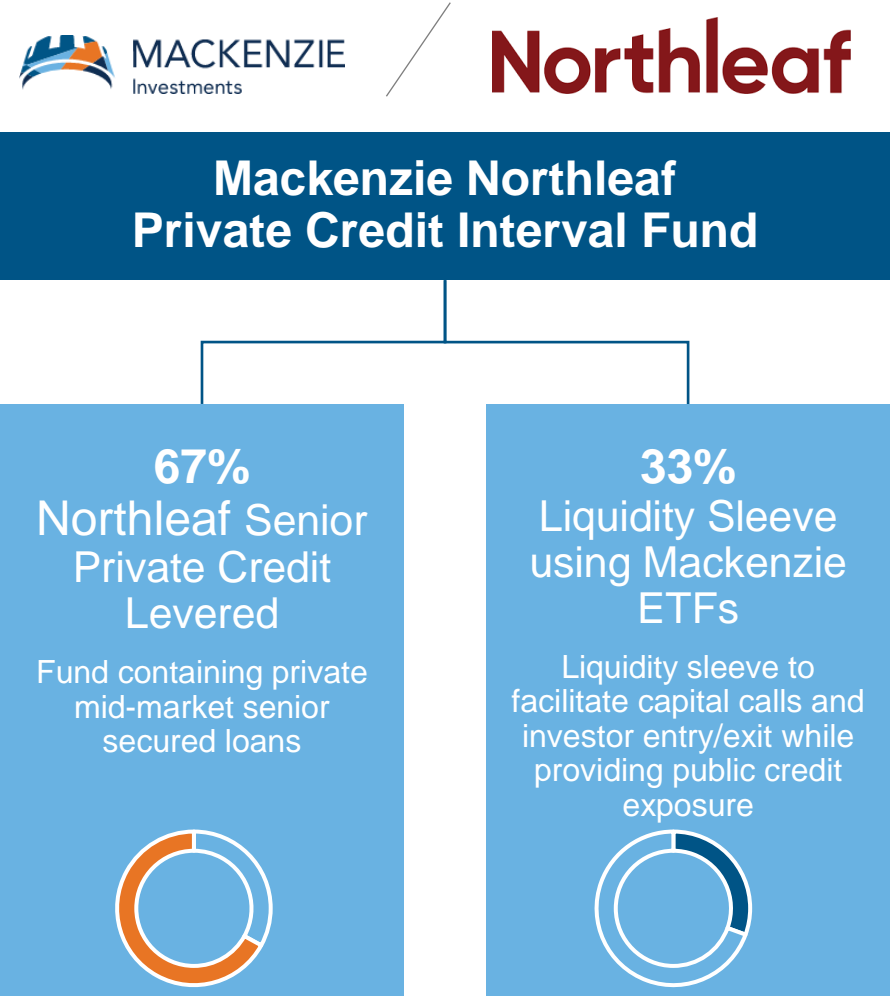 MACKENZIE
Investments
Northleaf
Mackenzie Northleaf
Private Credit Interval Fund
67%
Northleaf Senior
Private Credit
Levered
Fund containing private
mid-market senior
secured loans
33%
Liquidity Sleeve
using Mackenzie
ETFs
Liquidity sleeve to
facilitate capital calls and
investor entry/exit while
providing public credit
exposure